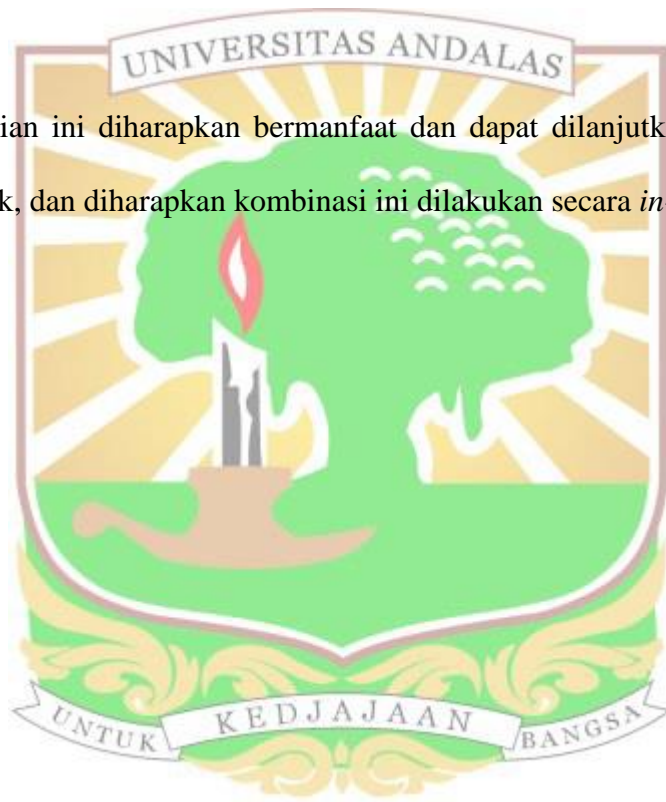 UNIVERSITAS ANDALAS
ian ini diharapkan bermanfaat dan dapat dilanjutk
k, dan diharapkan kombinasi ini dilakukan secara in
UNTUK KEDJAJAAN BANGSA